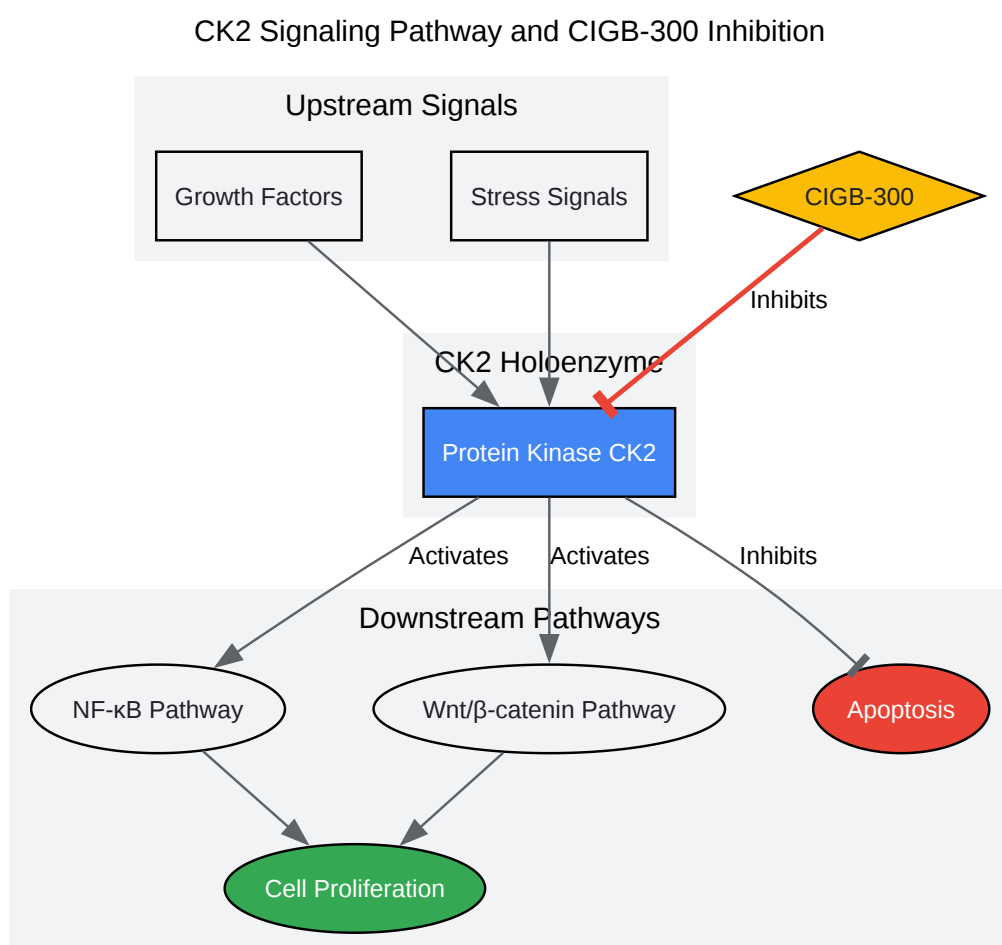 CK2 Signaling Pathway and CIGB-300 Inhibition
Upstream Signals
Growth Factors
Stress Signals
CIGB-300
Inhibits
CK2 Holoenzyme
Protein Kinase CK2
Activates
Activates
Inhibits
Downstream Pathways
NF-κB Pathway
Wnt/β-catenin Pathway
Apoptosis
Cell Proliferation